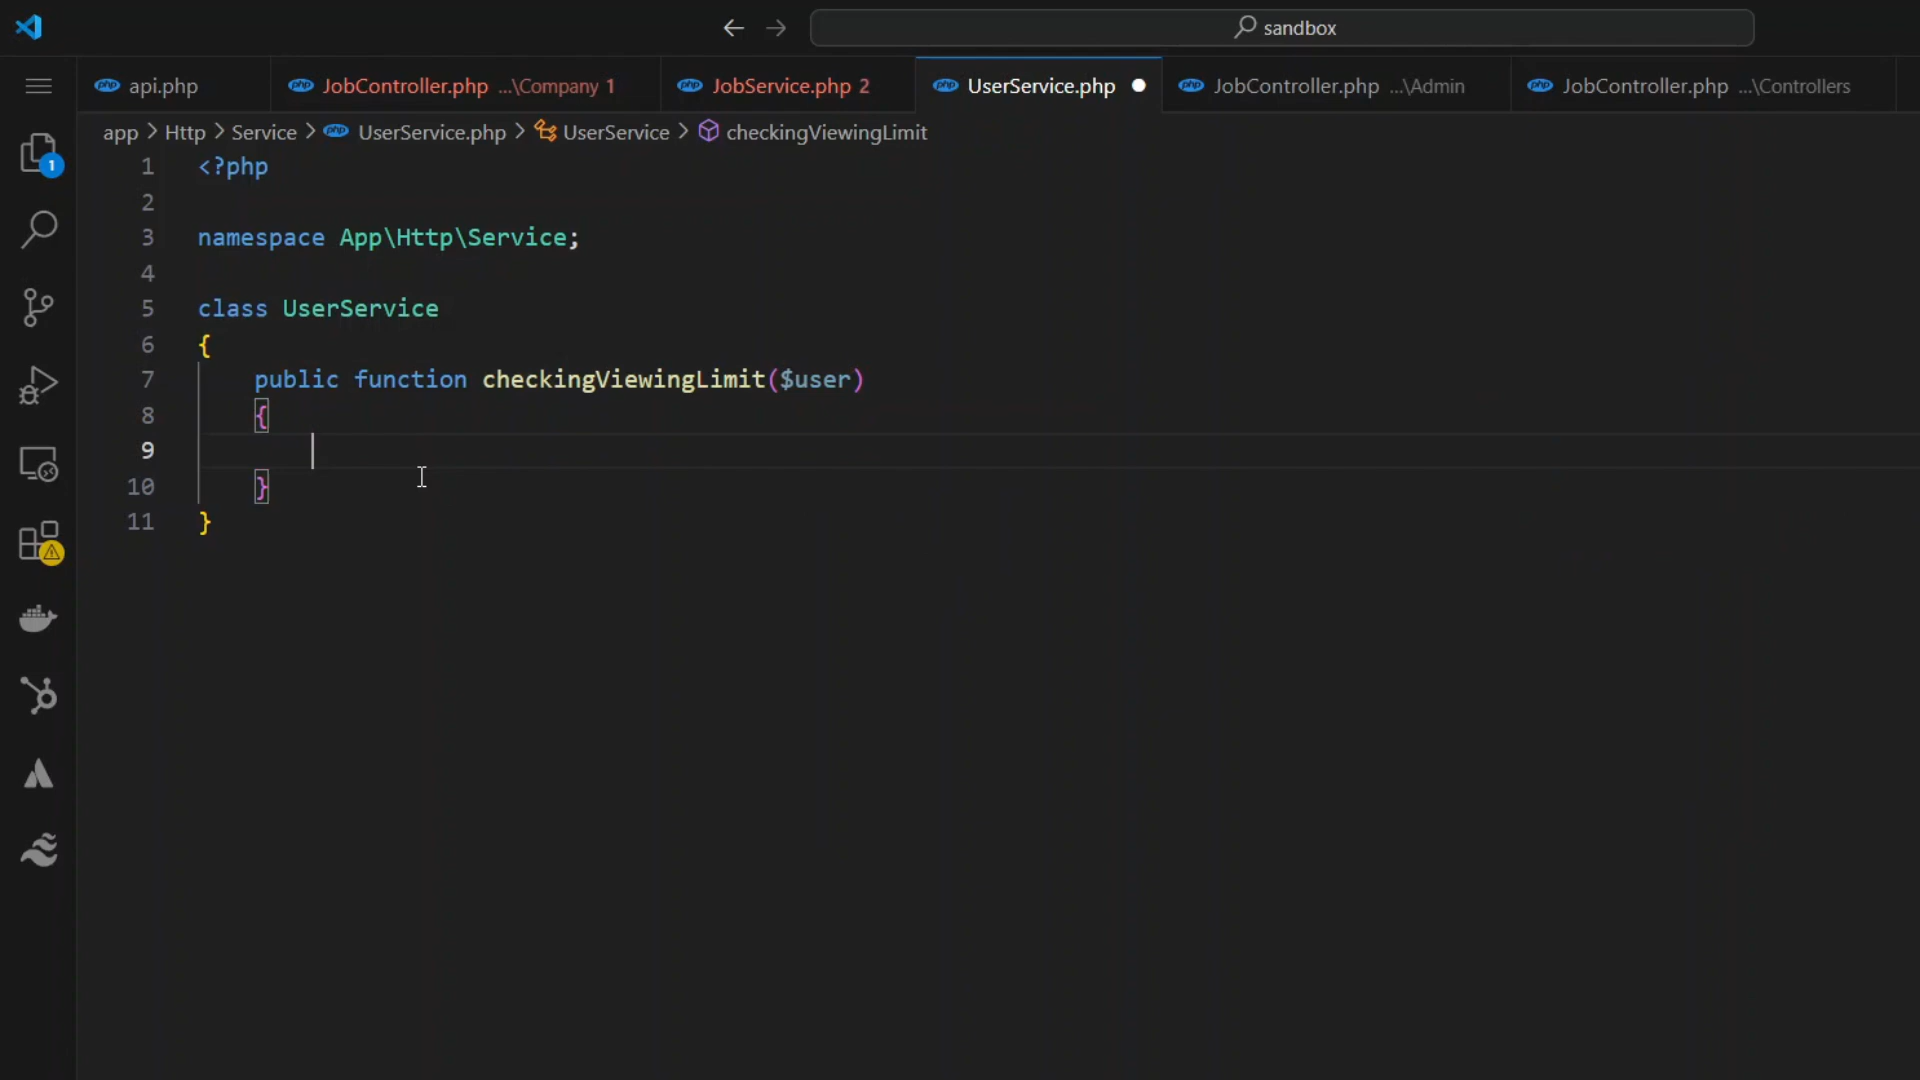 sandbox
api.php JobController.php ...\Company 1 JobService.php 2 UserService.php JobController.php ...\Admin JobController.php ...\Controllers
app > Http > Service > UserService.php > UserService > checkingViewingLimit
1 <?php
2
3 namespace App\Http\Service;
4
5 class UserService
6 {
7 public function checkingViewingLimit($user)
8 {
9
10 }
11 }
1